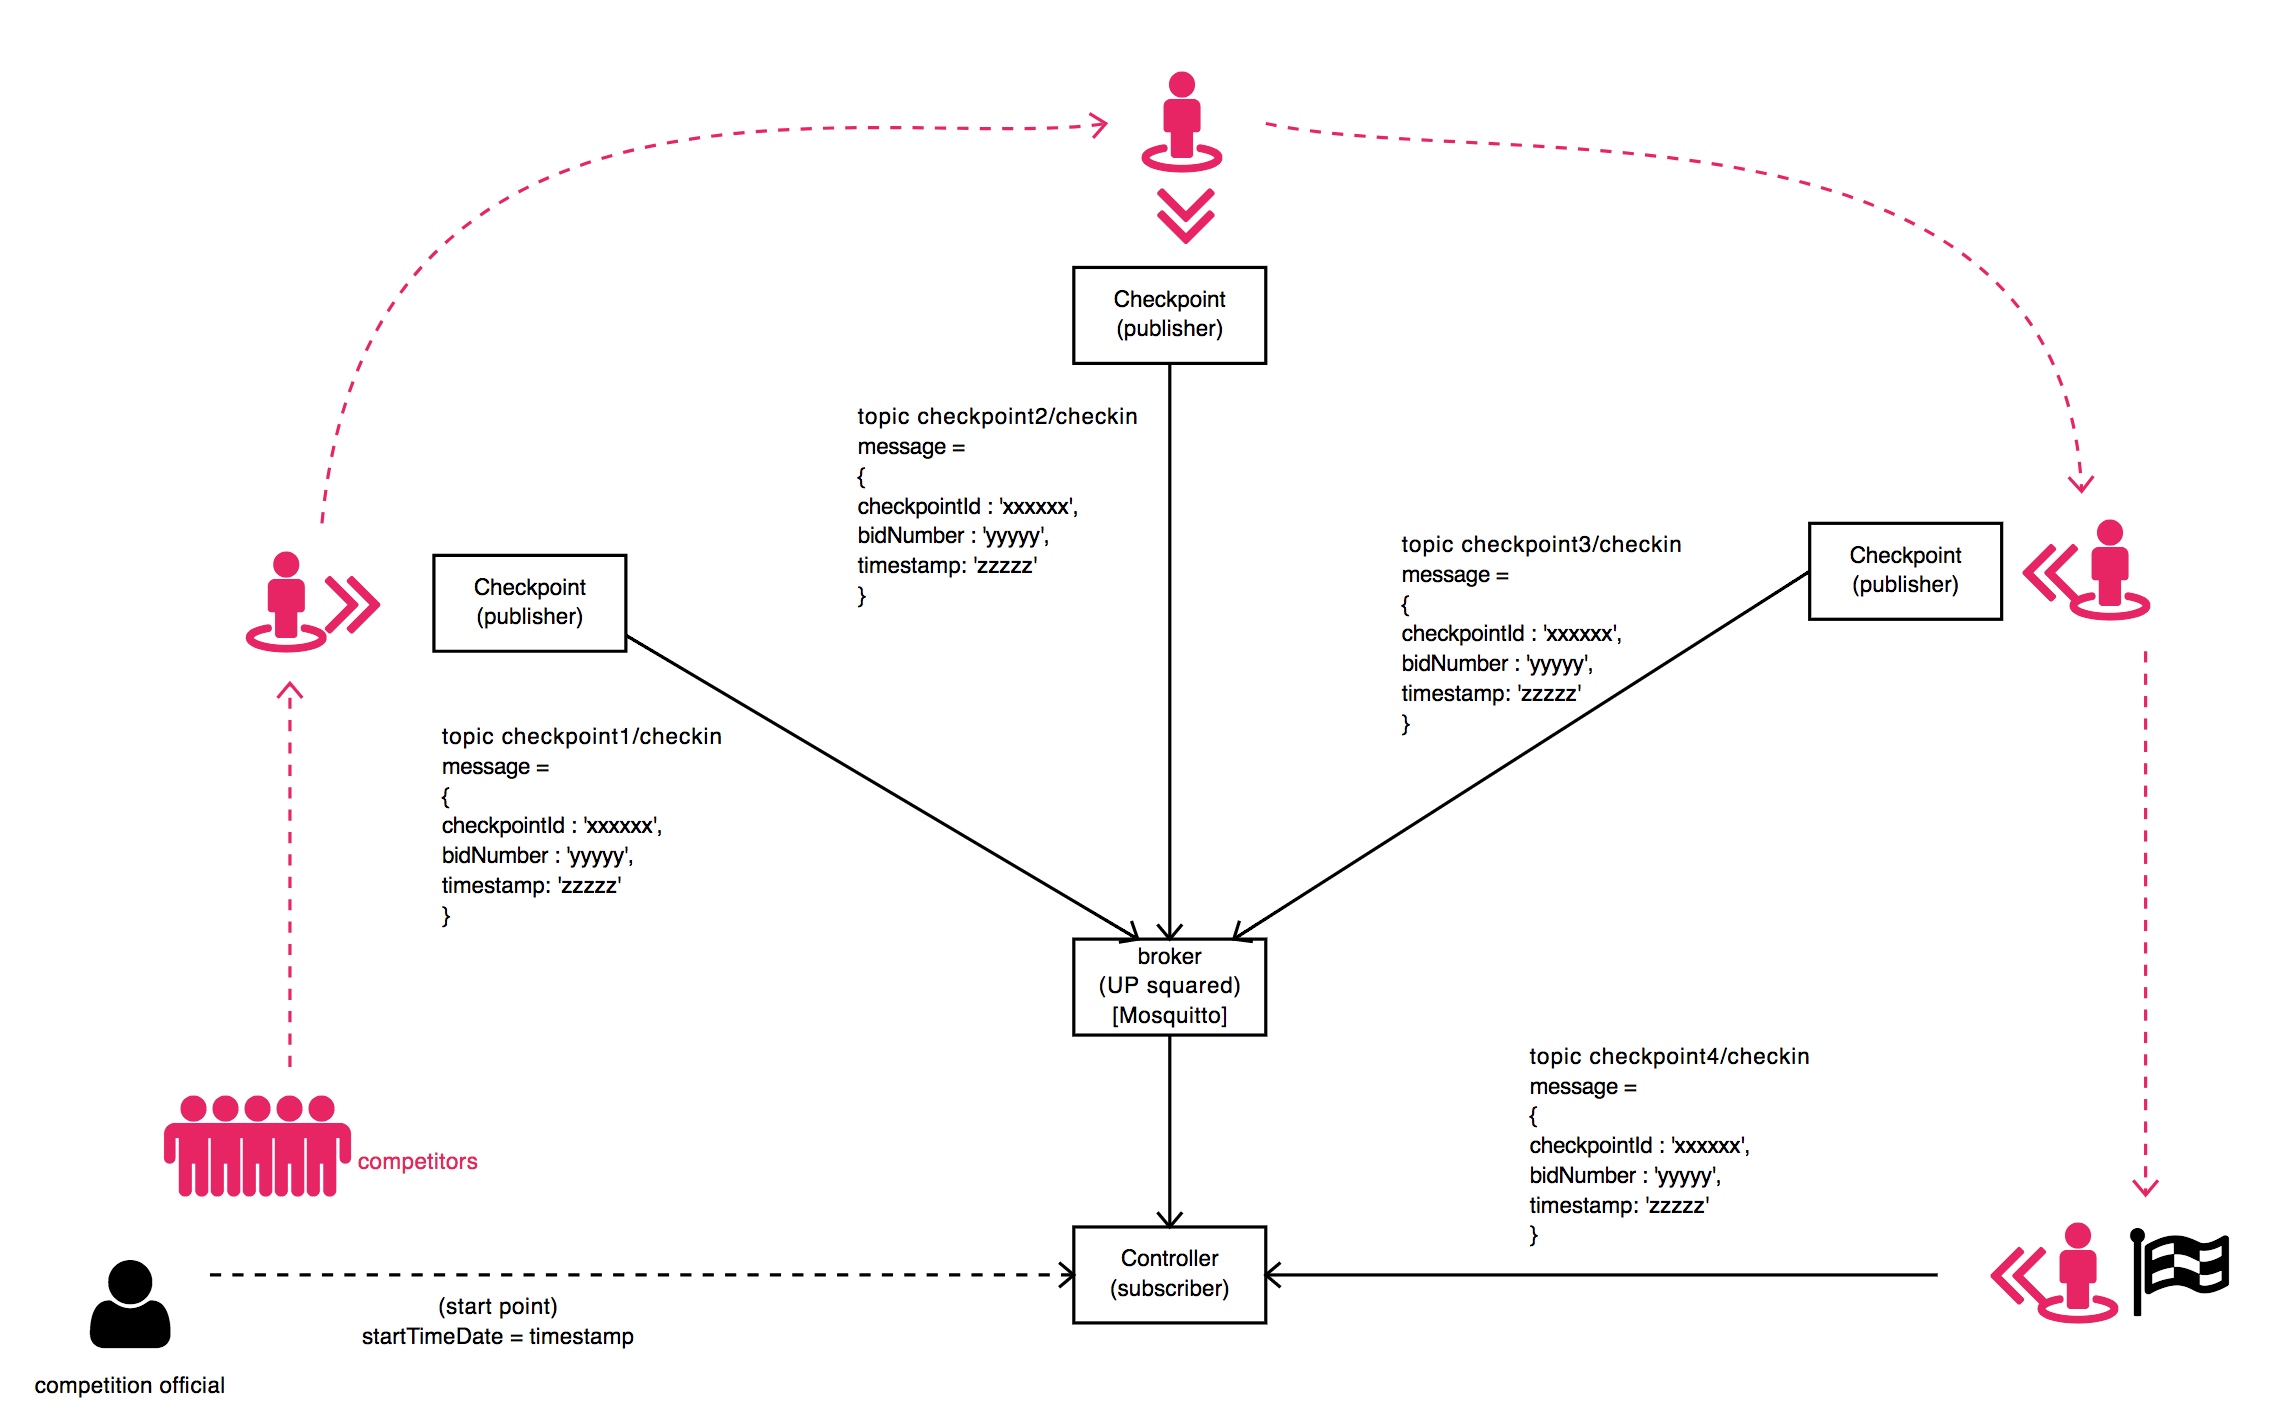 Checkpoint
(publisher)
topic checkpoint2/checkin
message =
{
checkpointId : 'xxxxxx',
bidNumber : 'yyyyy',
timestamp: 'zzzzz'
}
Checkpoint
(publisher)
topic checkpoint3/checkin
message =
{
checkpointId : 'xxxxxx',
bidNumber : 'yyyyy',
timestamp: 'zzzzz'
}
Checkpoint
(publisher)
topic checkpoint1/checkin
message =
{
checkpointId : 'xxxxxx',
bidNumber : 'yyyyy',
timestamp: 'zzzzz'
}
broker
(UP squared)
[Mosquitto]
topic checkpoint4/checkin
message =
{
checkpointId : 'xxxxxx',
bidNumber : 'yyyyy',
timestamp: 'zzzzz'
}
competitors
Controller
(subscriber)
(start point)
startTimeDate = timestamp
competition official